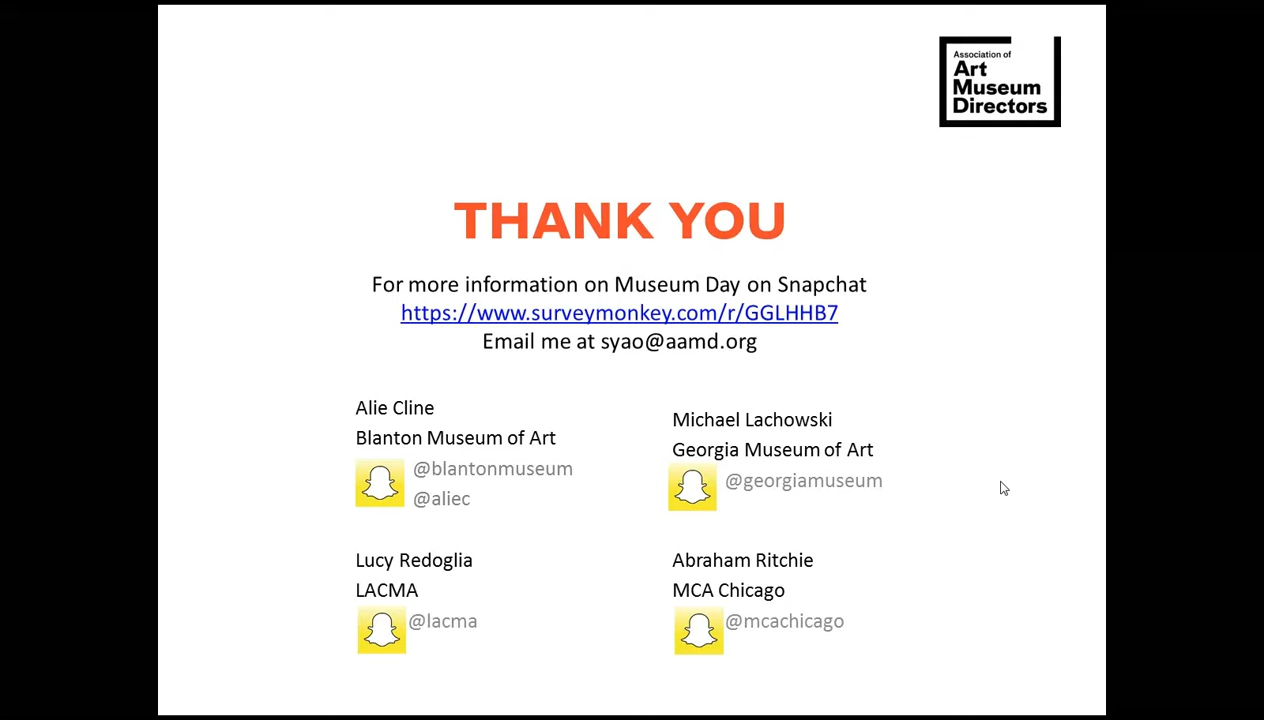 Association of
Art
Museum
Directors
THANK YOU
For more information on Museum Day on Snapchat
https://www.surveymonkey.com/r/GGLHHB7
Email me at syao@aamd.org
Alie Cline
Blanton Museum of Art
@blantonmuseum
@aliec
Michael Lachowski
Georgia Museum of Art
@georgiamuseum
Lucy Redoglia
LACMA
@lacma
Abraham Ritchie
MCA Chicago
@mcachicago